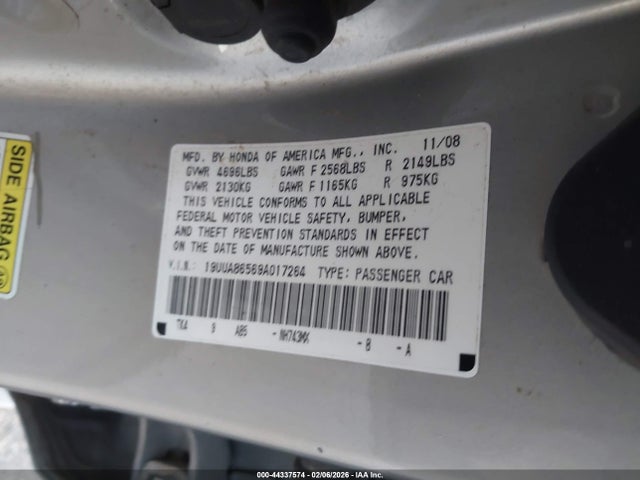 SIDE AIRBAG
MFD. BY HONDA OF AMERICA MFG., INC. 11/08
GVWR 4696LBS GAWR F 2568LBS R 2149LBS
GVWR 2130KG GAWR F 1165KG R 975KG
THIS VEHICLE CONFORMS TO ALL APPLICABLE
FEDERAL MOTOR VEHICLE SAFETY, BUMPER,
AND THEFT PREVENTION STANDARDS IN EFFECT
ON THE DATE OF MANUFACTURE SHOWN ABOVE.
V.I.N.: 19UUA86569A017264 TYPE: PASSENGER CAR
TK4 9 AB5 -NH743MX -B -A
000-44337574 | 02/06/2026 - IAA Inc.